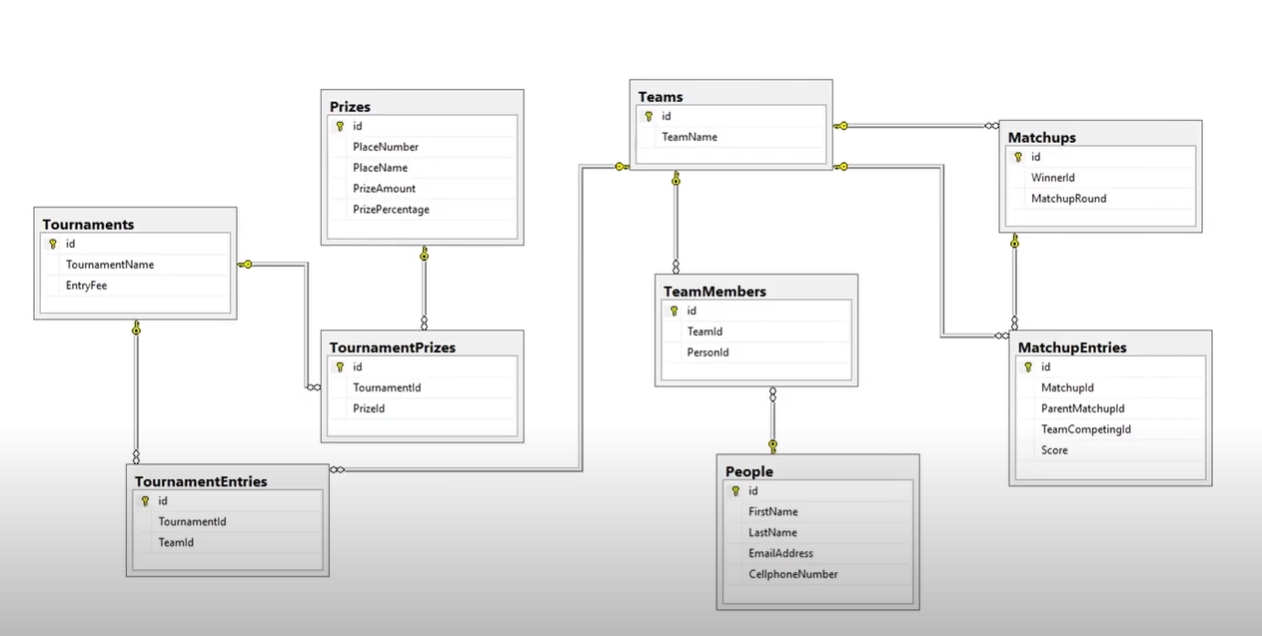 Tournaments
id
TournamentName
EntryFee
Prizes
id
PlaceNumber
PlaceName
PrizeAmount
PrizePercentage
TournamentPrizes
id
TournamentId
PrizeId
TournamentEntries
id
TournamentId
TeamId
Teams
id
TeamName
TeamMembers
id
TeamId
PersonId
People
id
FirstName
LastName
EmailAddress
CellphoneNumber
Matchups
id
WinnerId
MatchupRound
MatchupEntries
id
MatchupId
ParentMatchupId
TeamCompetingId
Score